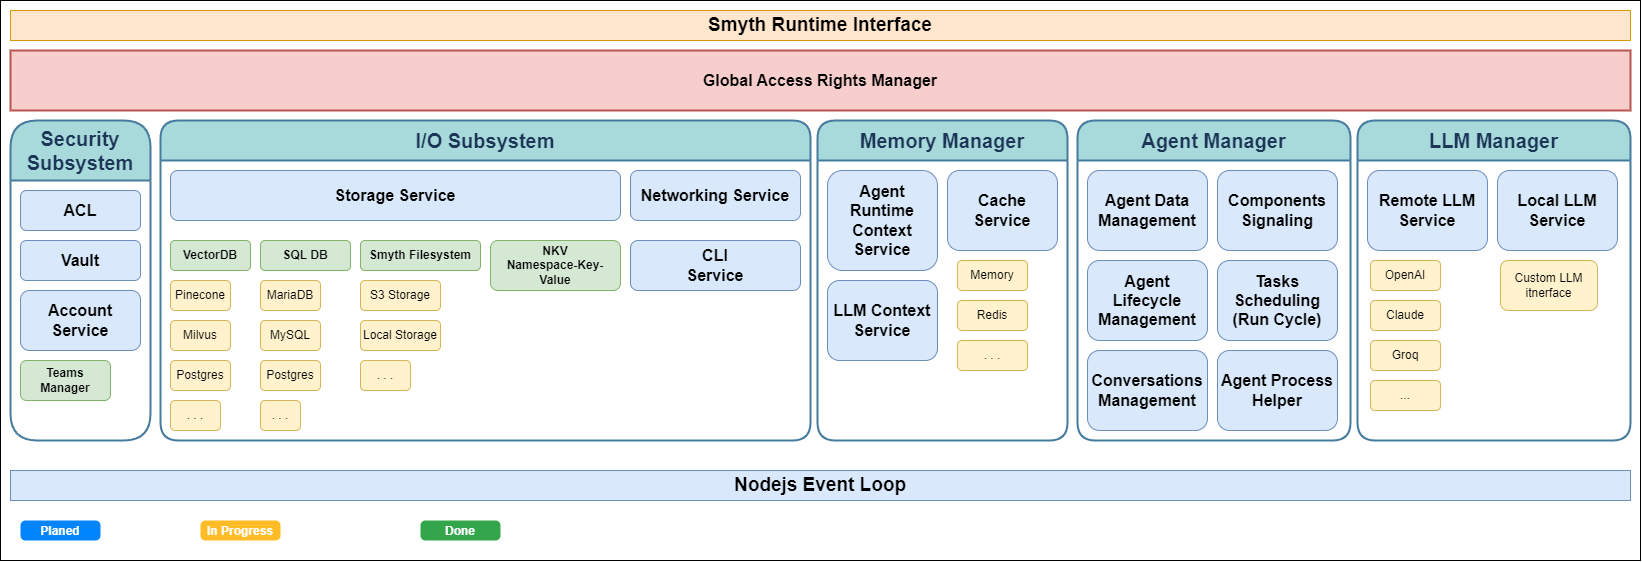 Smyth Runtime Interface
Global Access Rights Manager
Security
Subsystem
ACL
Vault
Account
Service
Teams
Manager
I/O Subsystem
Storage Service
Networking Service
VectorDB
SQL DB
Smyth Filesystem
NKV
Namespace-Key-
Value
CLI
Service
Pinecone
MariaDB
S3 Storage
Milvus
MySQL
Local Storage
Postgres
Postgres
. . .
. . .
. . .
Memory Manager
Agent
Runtime
Context
Service
Cache
Service
LLM Context
Service
Memory
Redis
. . .
Agent Manager
Agent Data
Management
Components
Signaling
Agent
Lifecycle
Management
Tasks
Scheduling
(Run Cycle)
Conversations
Management
Agent Process
Helper
LLM Manager
Remote LLM
Service
Local LLM
Service
OpenAI
Claude
Groq
...
Custom LLM
itnerface
Nodejs Event Loop
Planed
In Progress
Done